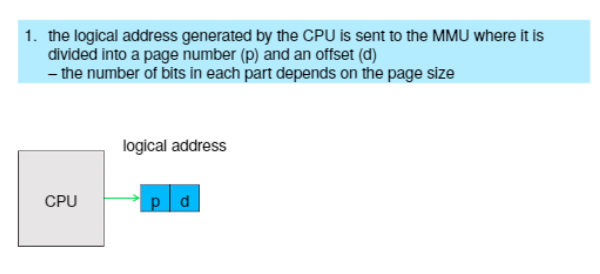 1. the logical address generated by the CPU is sent to the MMU where it is
divided into a page number (p) and an offset (d)
– the number of bits in each part depends on the page size
logical address
CPU
p d